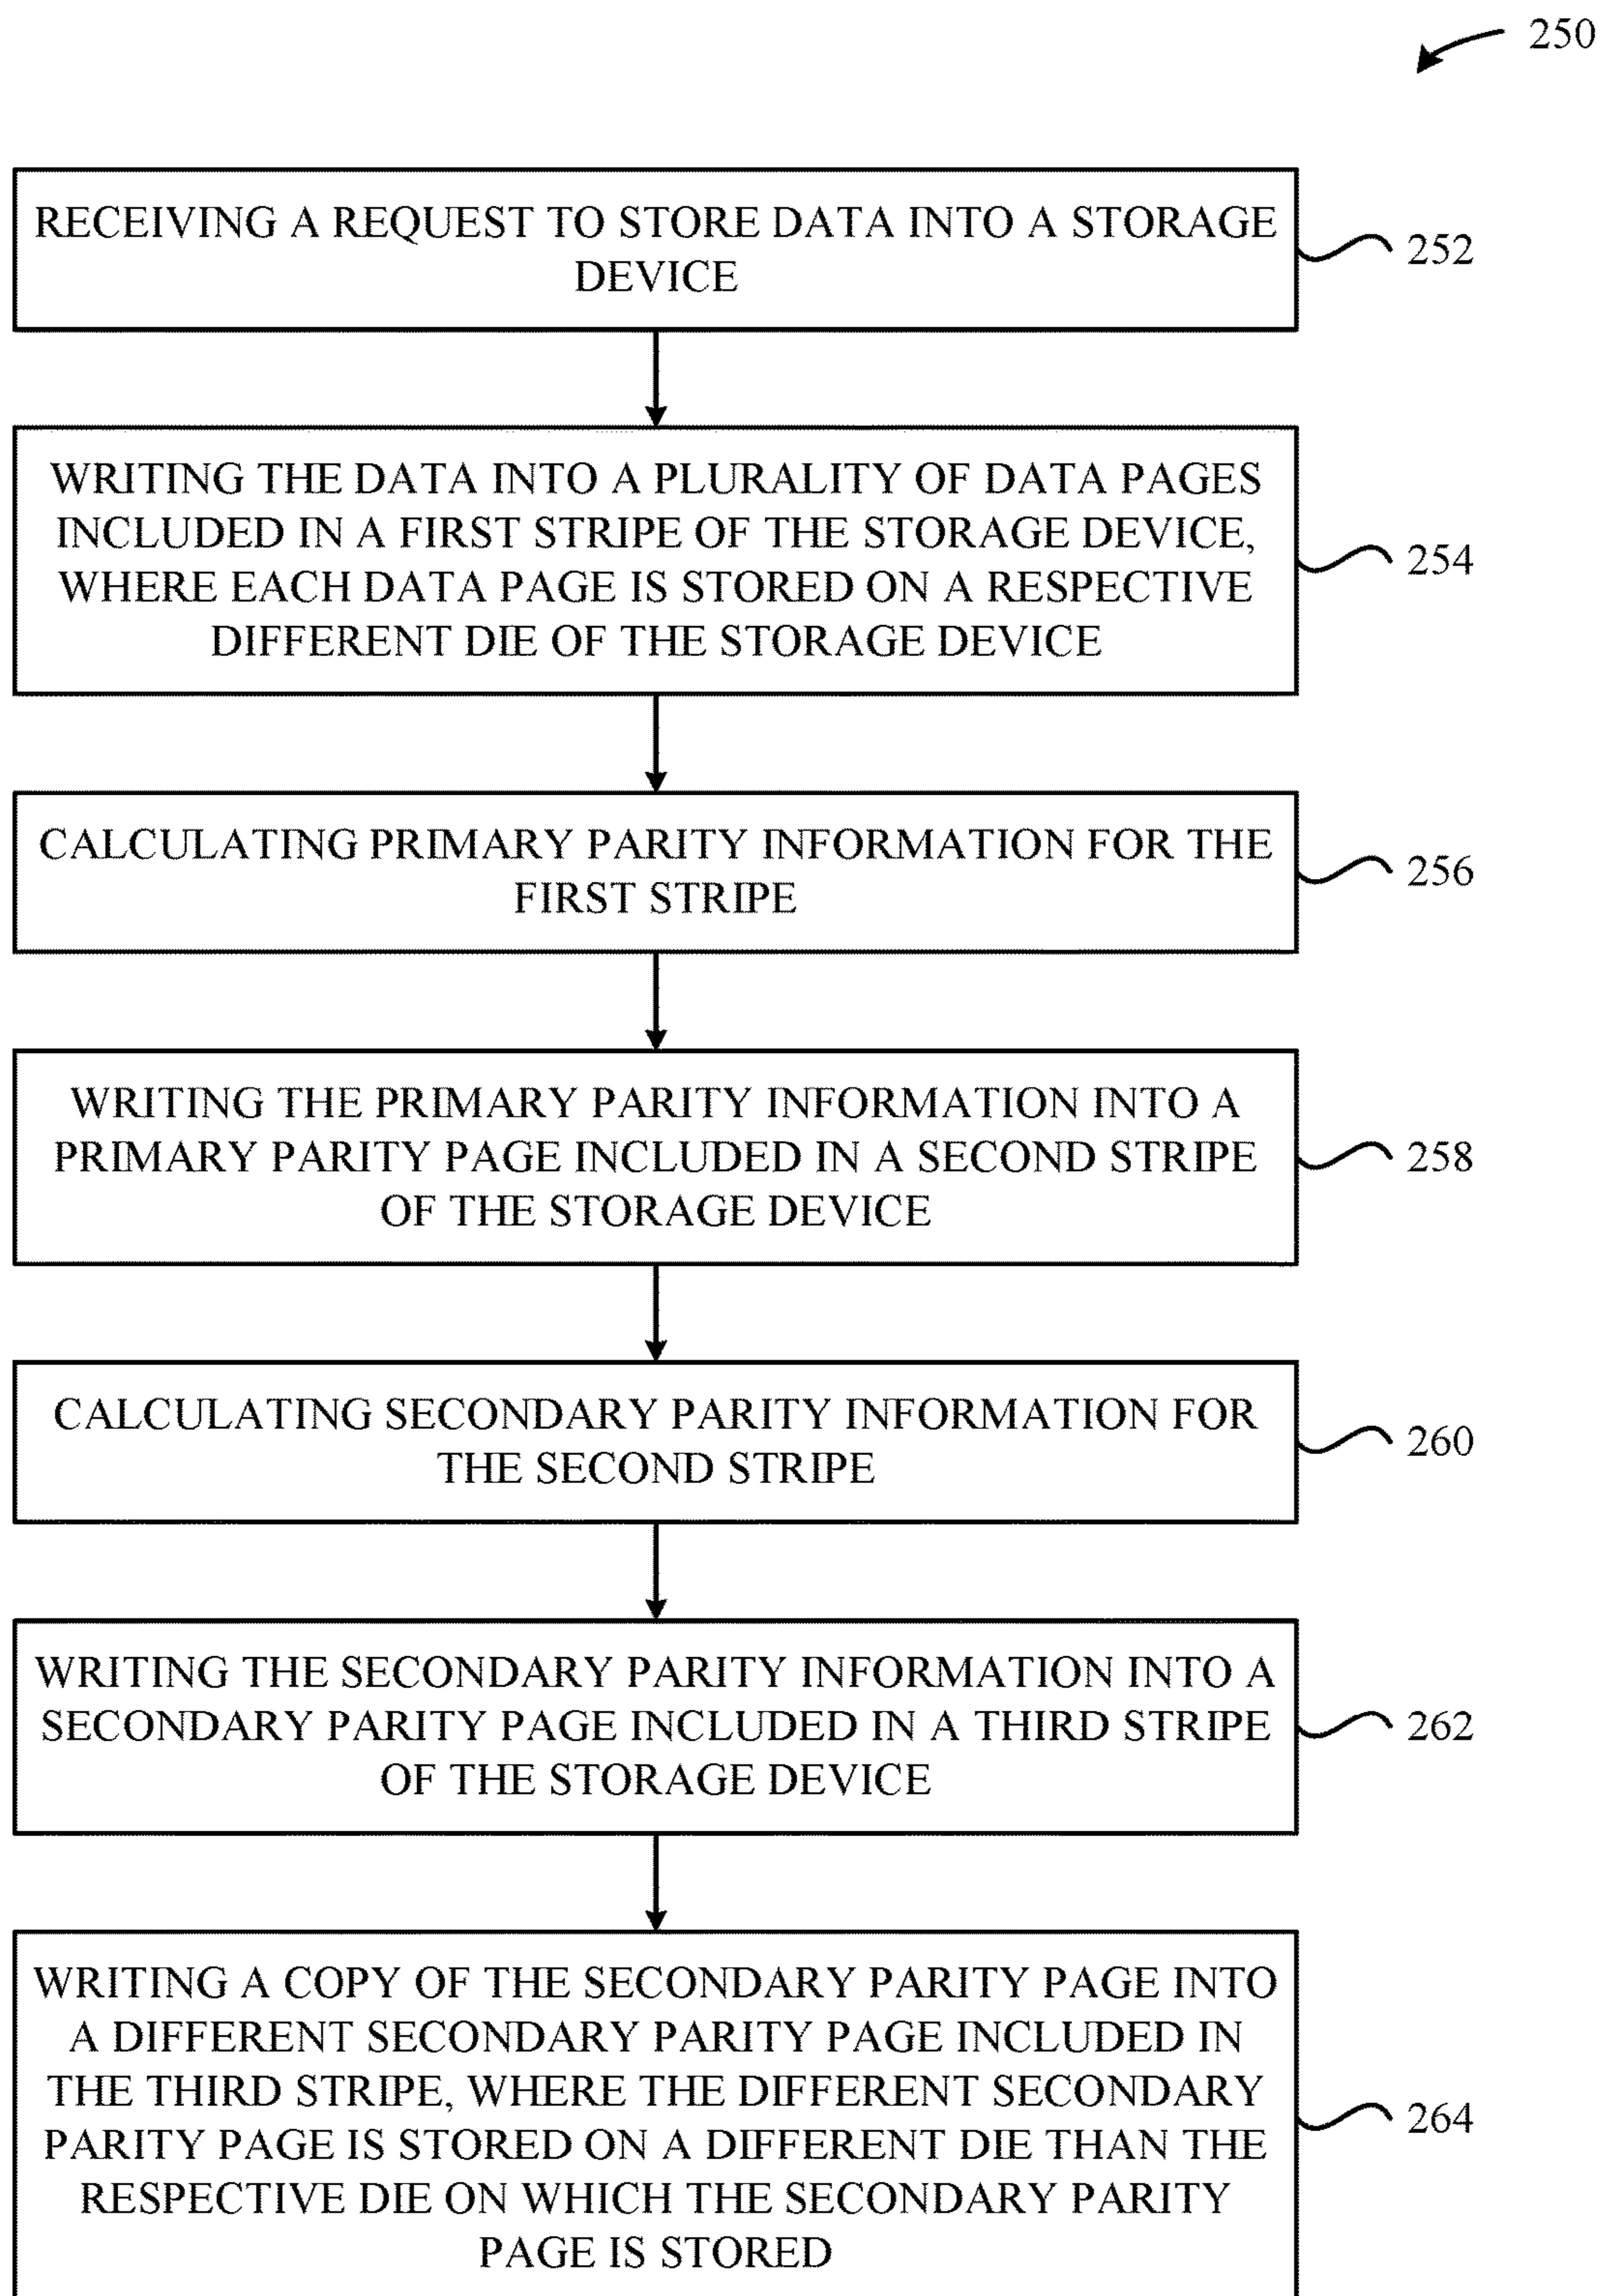 250
RECEIVING A REQUEST TO STORE DATA INTO A STORAGE
DEVICE
252
WRITING THE DATA INTO A PLURALITY OF DATA PAGES
INCLUDED IN A FIRST STRIPE OF THE STORAGE DEVICE,
WHERE EACH DATA PAGE IS STORED ON A RESPECTIVE
DIFFERENT DIE OF THE STORAGE DEVICE
254
CALCULATING PRIMARY PARITY INFORMATION FOR THE
FIRST STRIPE
256
WRITING THE PRIMARY PARITY INFORMATION INTO A
PRIMARY PARITY PAGE INCLUDED IN A SECOND STRIPE
OF THE STORAGE DEVICE
258
CALCULATING SECONDARY PARITY INFORMATION FOR
THE SECOND STRIPE
260
WRITING THE SECONDARY PARITY INFORMATION INTO A
SECONDARY PARITY PAGE INCLUDED IN A THIRD STRIPE
OF THE STORAGE DEVICE
262
WRITING A COPY OF THE SECONDARY PARITY PAGE INTO
A DIFFERENT SECONDARY PARITY PAGE INCLUDED IN
THE THIRD STRIPE, WHERE THE DIFFERENT SECONDARY
PARITY PAGE IS STORED ON A DIFFERENT DIE THAN THE
RESPECTIVE DIE ON WHICH THE SECONDARY PARITY
PAGE IS STORED
264